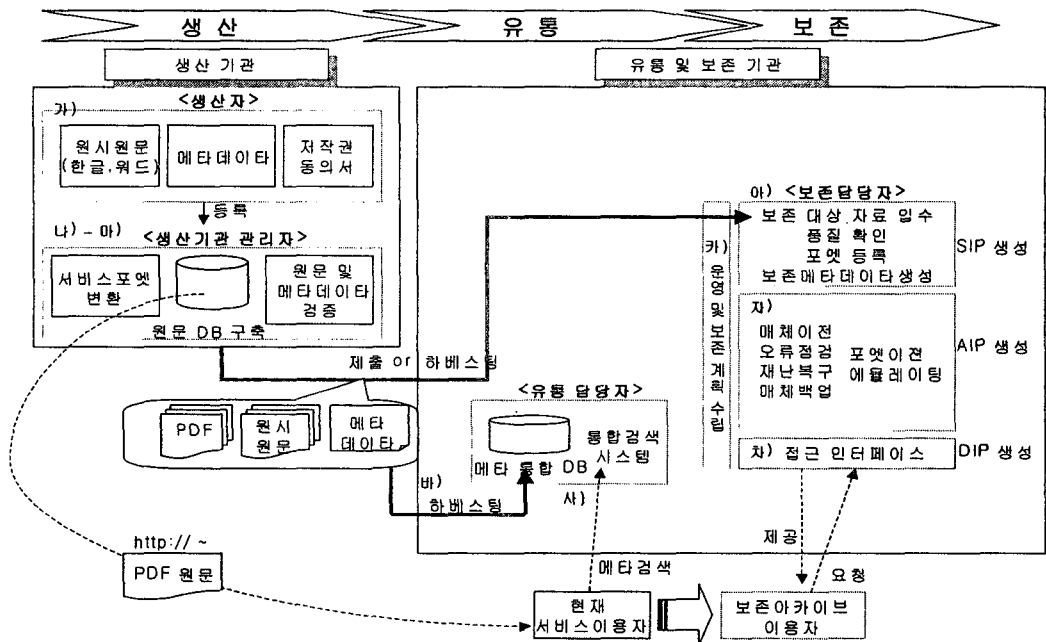 생 산
유 통
보 존
생산 기관
유통 및 보존 기관
<생산자>
가)
원시원문
(한글,워드)
메타데이타
저작권
동의서
등록
나) - 마)
<생산기관 관리자>
서비스포맷
변환
원문 및
메타데이타
검증
원문 DB 구축
제출 or 하베스팅
PDF
원시
원문
메타
데이타
바)
하베스팅
<유통 담당자>
통합검색
시스템
메타 통합 DB
사)
카)
운영 및 보존 계획 수립
아) <보존담당자>
보존 대상 자료 입수
품질 확인
포맷 등록
보존메타데이타생성
SIP 생성
자)
매체이전
오류점검
재난복구
매체백업
포맷이젼
에뮬레이팅
AIP 생성
차) 접근 인터페이스
DIP 생성
제공
요청
메타검색
http:// ~
PDF 원문
현재
서비스이용자
보존아카이브
이용자